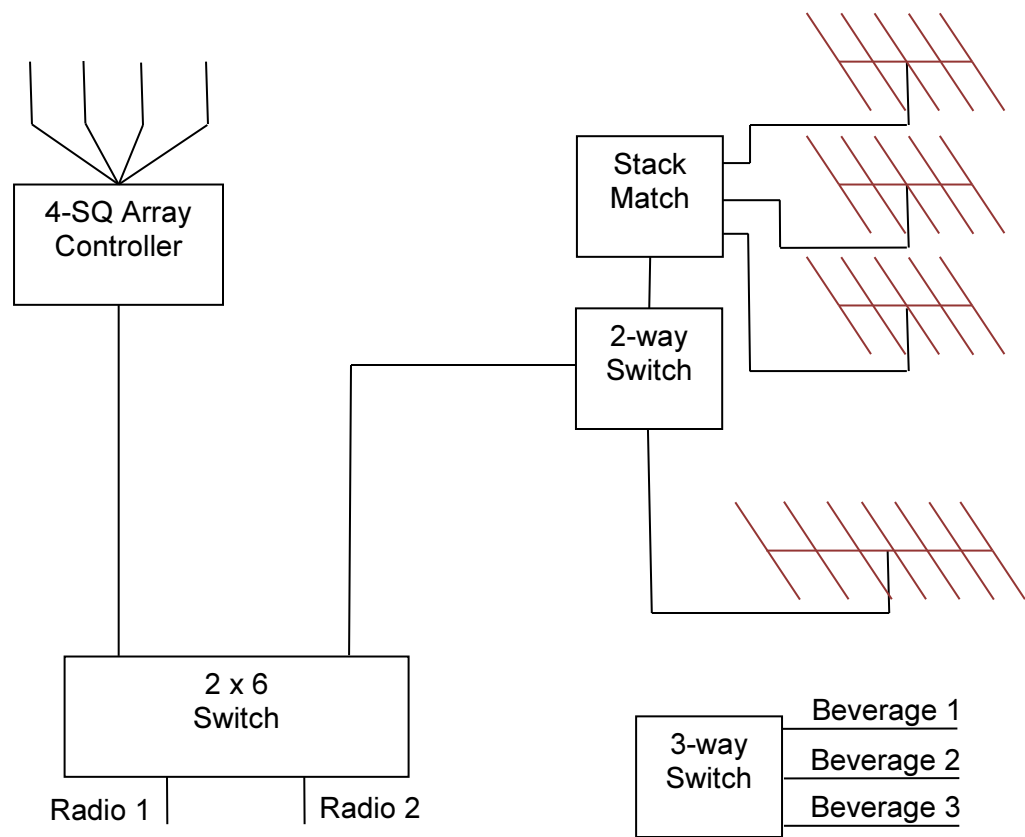 4-SQ Array
Controller
Stack
Match
2-way
Switch
2 x 6
Switch
Radio 1
Radio 2
3-way
Switch
Beverage 1
Beverage 2
Beverage 3